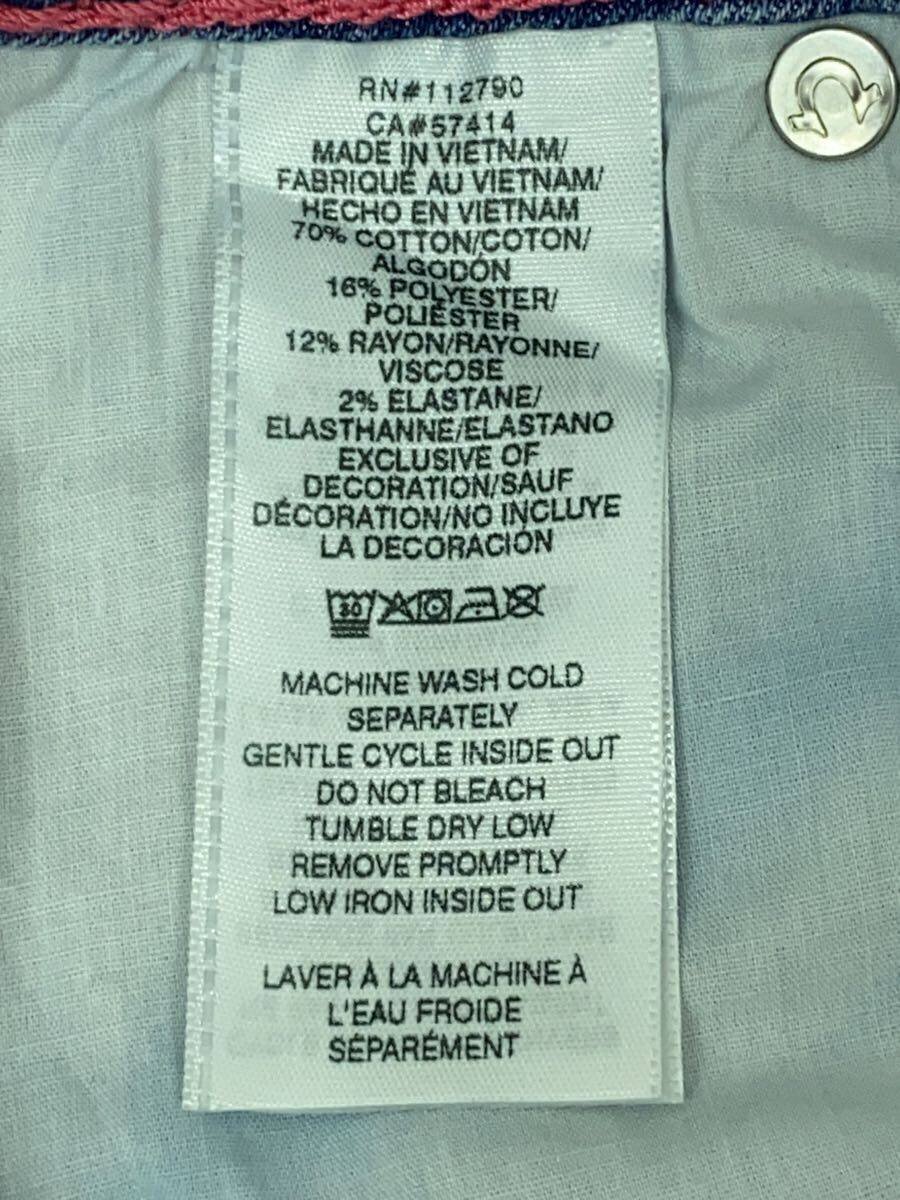 RN#112790
CA#57414
MADE IN VIETNAM/
FABRIQUÉ AU VIETNAM/
HECHO EN VIETNAM
70% COTTON/COTON/
ALGODÓN
16% POLYESTER/
POLIÉSTER
12% RAYON/RAYONNE/
VISCOSE
2% ELASTANE/
ELASTHANNE/ELASTANO
EXCLUSIVE OF
DECORATION/SAUF
DÉCORATION/NO INCLUYE
LA DECORACIÓN
30
MACHINE WASH COLD
SEPARATELY
GENTLE CYCLE INSIDE OUT
DO NOT BLEACH
TUMBLE DRY LOW
REMOVE PROMPTLY
LOW IRON INSIDE OUT
LAVER À LA MACHINE À
L'EAU FROIDE
SÉPARÉMENT